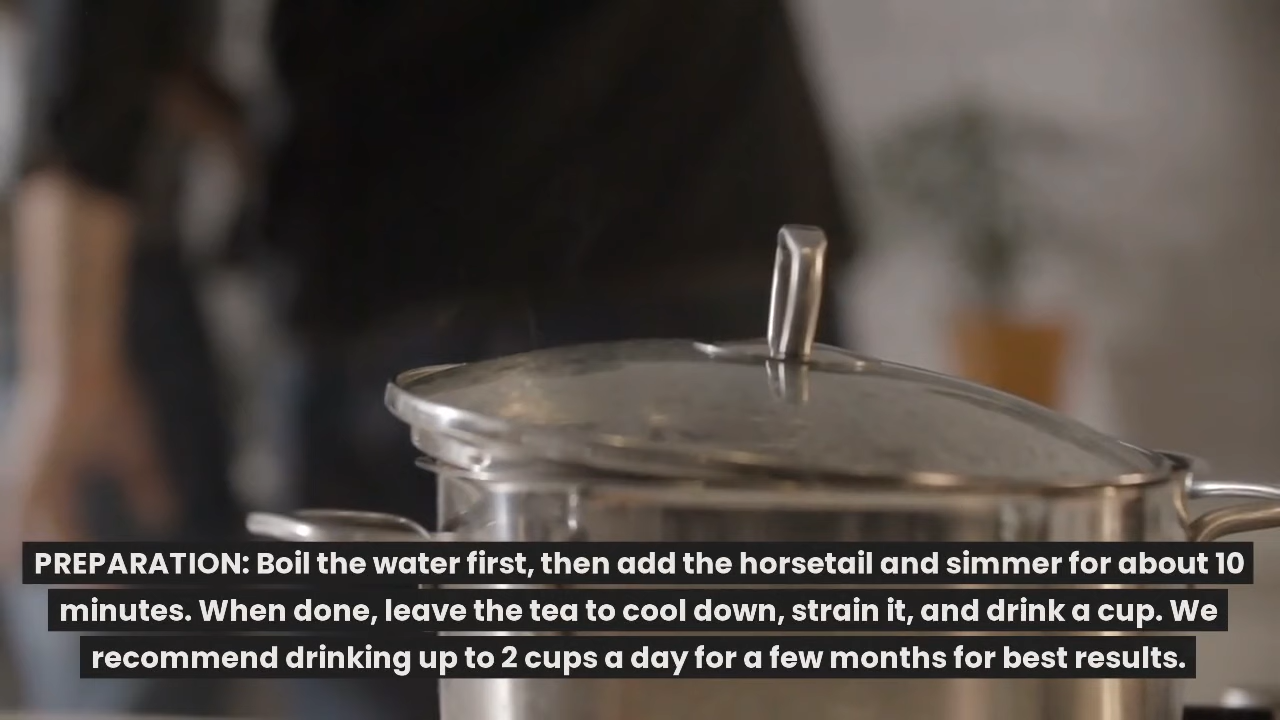 PREPARATION: Boil the water first, then add the horsetail and simmer for about 10
minutes. When done, leave the tea to cool down, strain it, and drink a cup. We
recommend drinking up to 2 cups a day for a few months for best results.